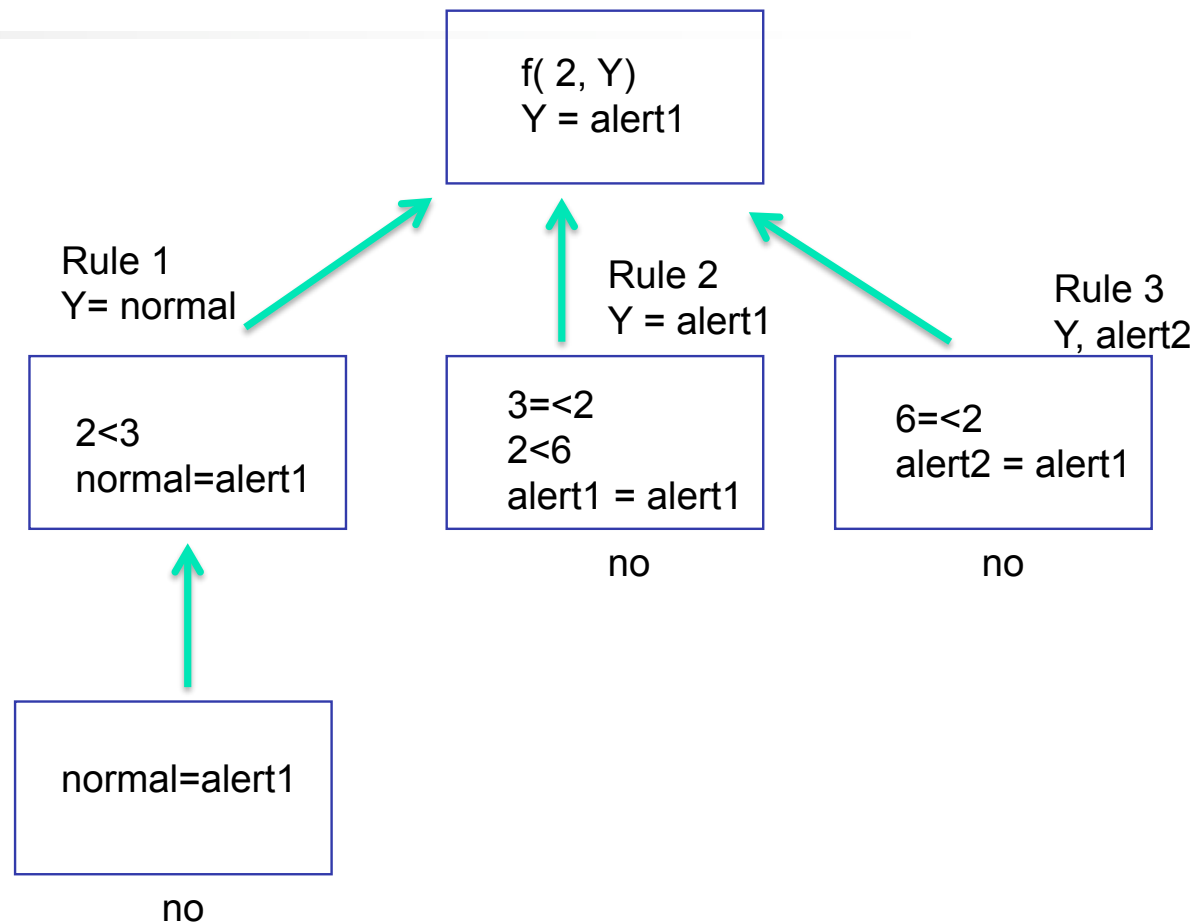 f( 2, Y)
Y = alert1
Rule 1
Y= normal
Rule 2
Y = alert1
Rule 3
Y, alert2
2<3
normal=alert1
3=<2
2<6
alert1 = alert1
6=<2
alert2 = alert1
no
no
normal=alert1
no